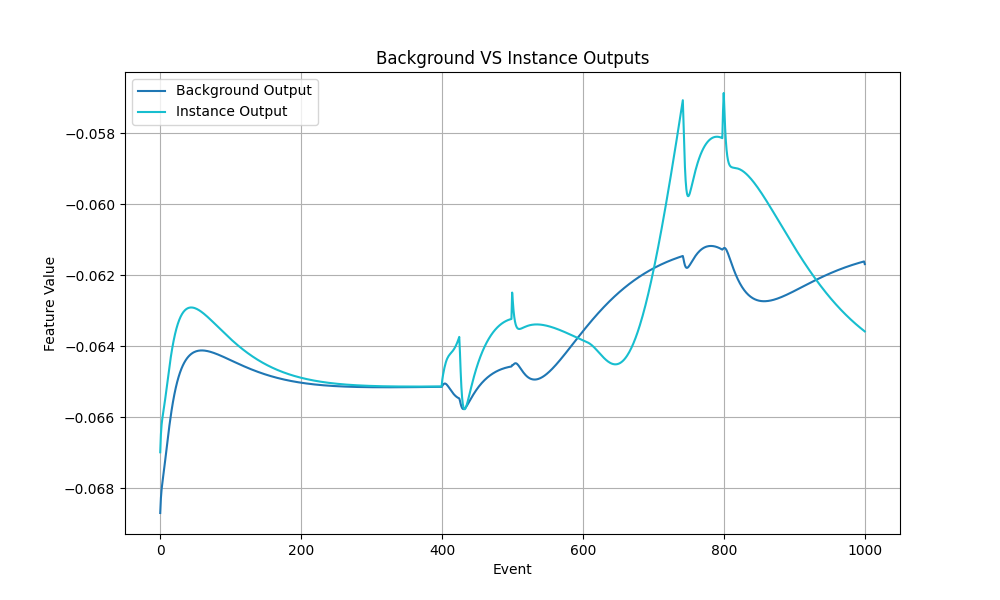 Background VS Instance Outputs
Background Output
Instance Output
−0.058
−0.060
−0.062
−0.064
−0.066
−0.068
Feature Value
0
200
400
600
800
1000
Event